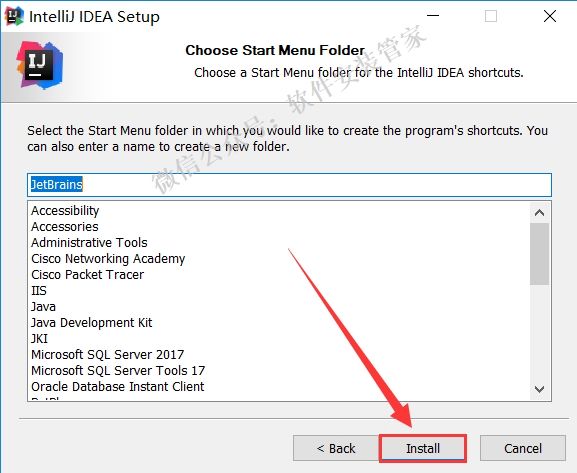 IntelliJ IDEA Setup
IJ
Choose Start Menu Folder
Choose a Start Menu folder for the IntelliJ IDEA shortcuts.
微信公众号：软件安装管家
Select the Start Menu folder in which you would like to create the program's shortcuts. You
can also enter a name to create a new folder.
JetBrains
Accessibility
Accessories
Administrative Tools
Cisco Networking Academy
Cisco Packet Tracer
IIS
Java
Java Development Kit
JKI
Microsoft SQL Server 2017
Microsoft SQL Server Tools 17
Oracle Database Instant Client
< Back
Install
Cancel